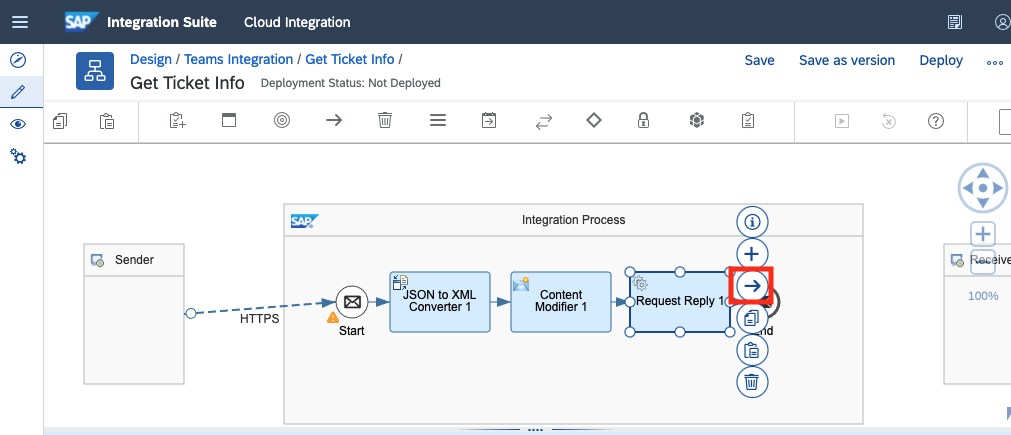 SAP Integration Suite Cloud Integration
Design / Teams Integration / Get Ticket Info /
Get Ticket Info Deployment Status: Not Deployed
Save Save as version Deploy
SAP Integration Process
Sender
Receive
JSON to XML
Converter 1
Content
Modifier 1
Request Reply 1
100%
HTTPS
Start
nd